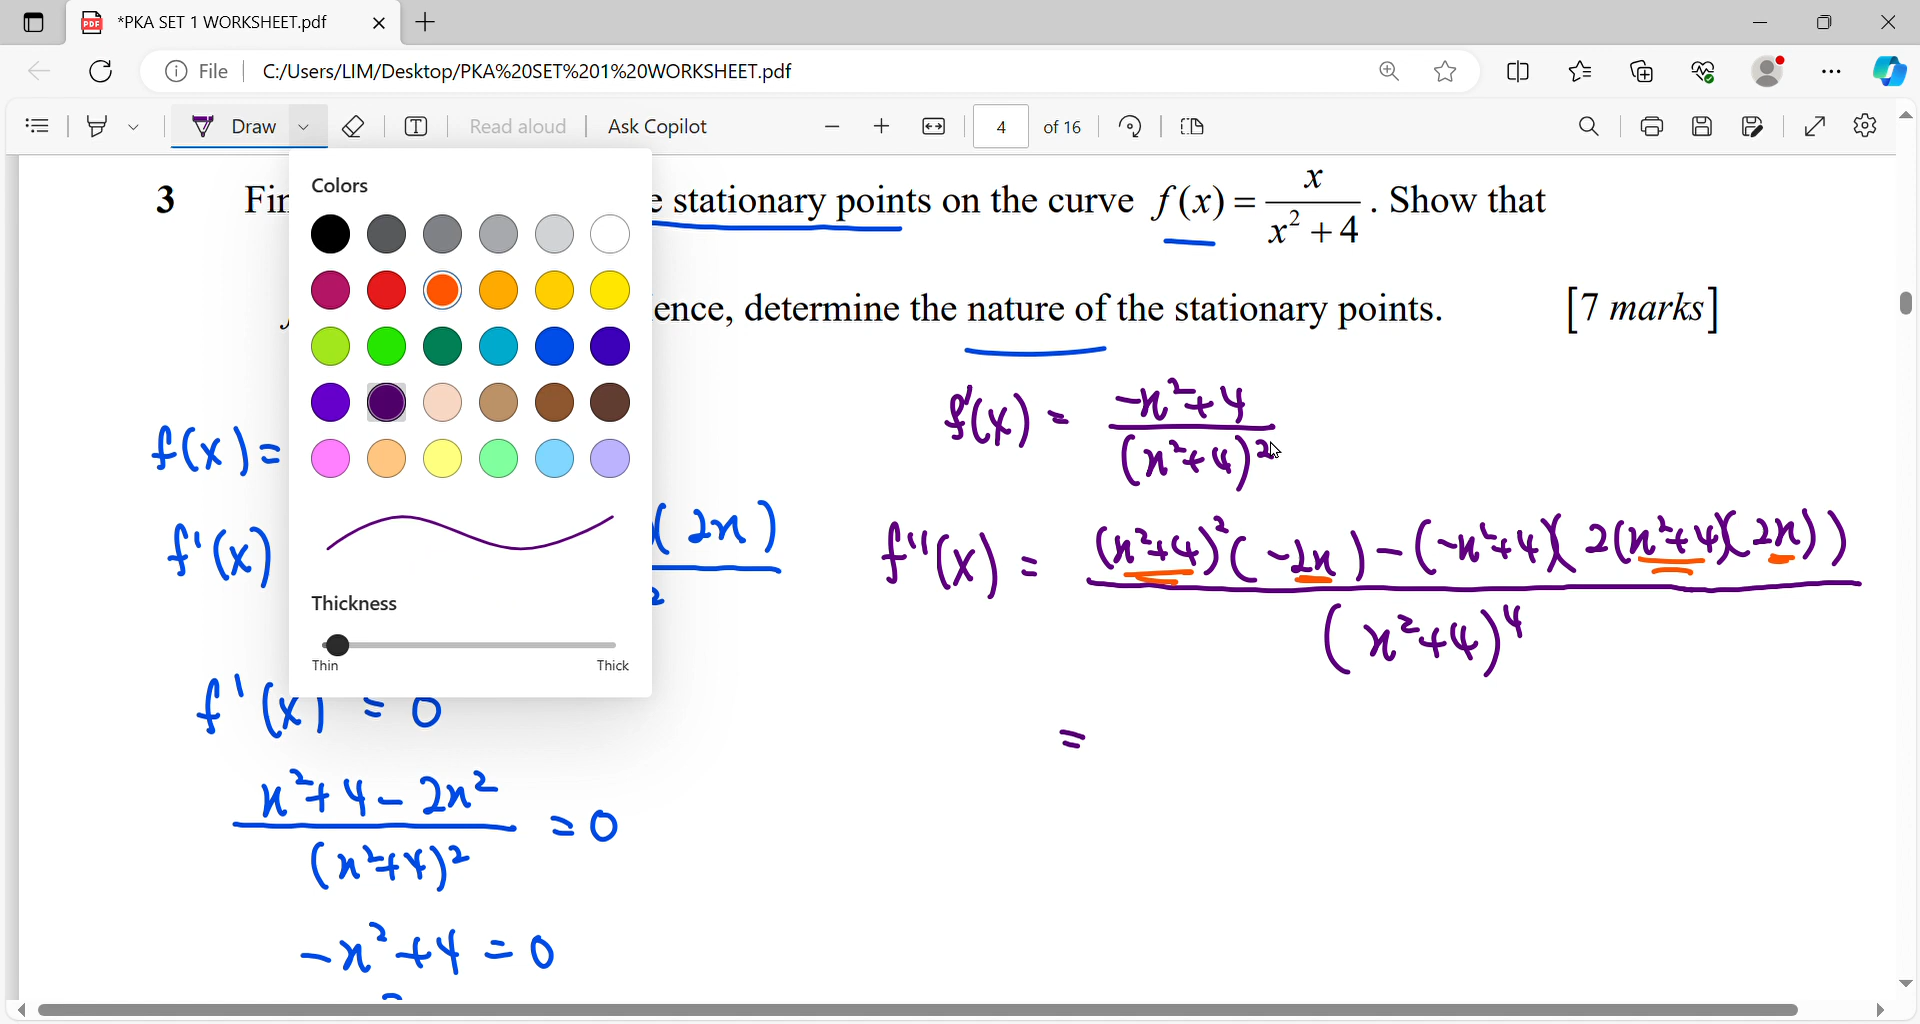 *PKA SET 1 WORKSHEET.pdf
File C:/Users/LIM/Desktop/PKA%20SET%201%20WORKSHEET.pdf
Draw Read aloud Ask Copilot 4 of 16
3 Fin e stationary points on the curve f(x) = x/(x² + 4). Show that
ence, determine the nature of the stationary points. [7 marks]
Colors
Thickness
Thin Thick
f(x) =
f'(x) ( 2x )
2
f'(x) = 0
(x² + 4 - 2x²)/(x² + 4)² = 0
-x² + 4 = 0
f'(x) = (-x² + 4)/(x² + 4)²
f''(x) = ((x² + 4)²(-2x) - (-x² + 4)(2(x² + 4)(2x)))/(x² + 4)⁴
=